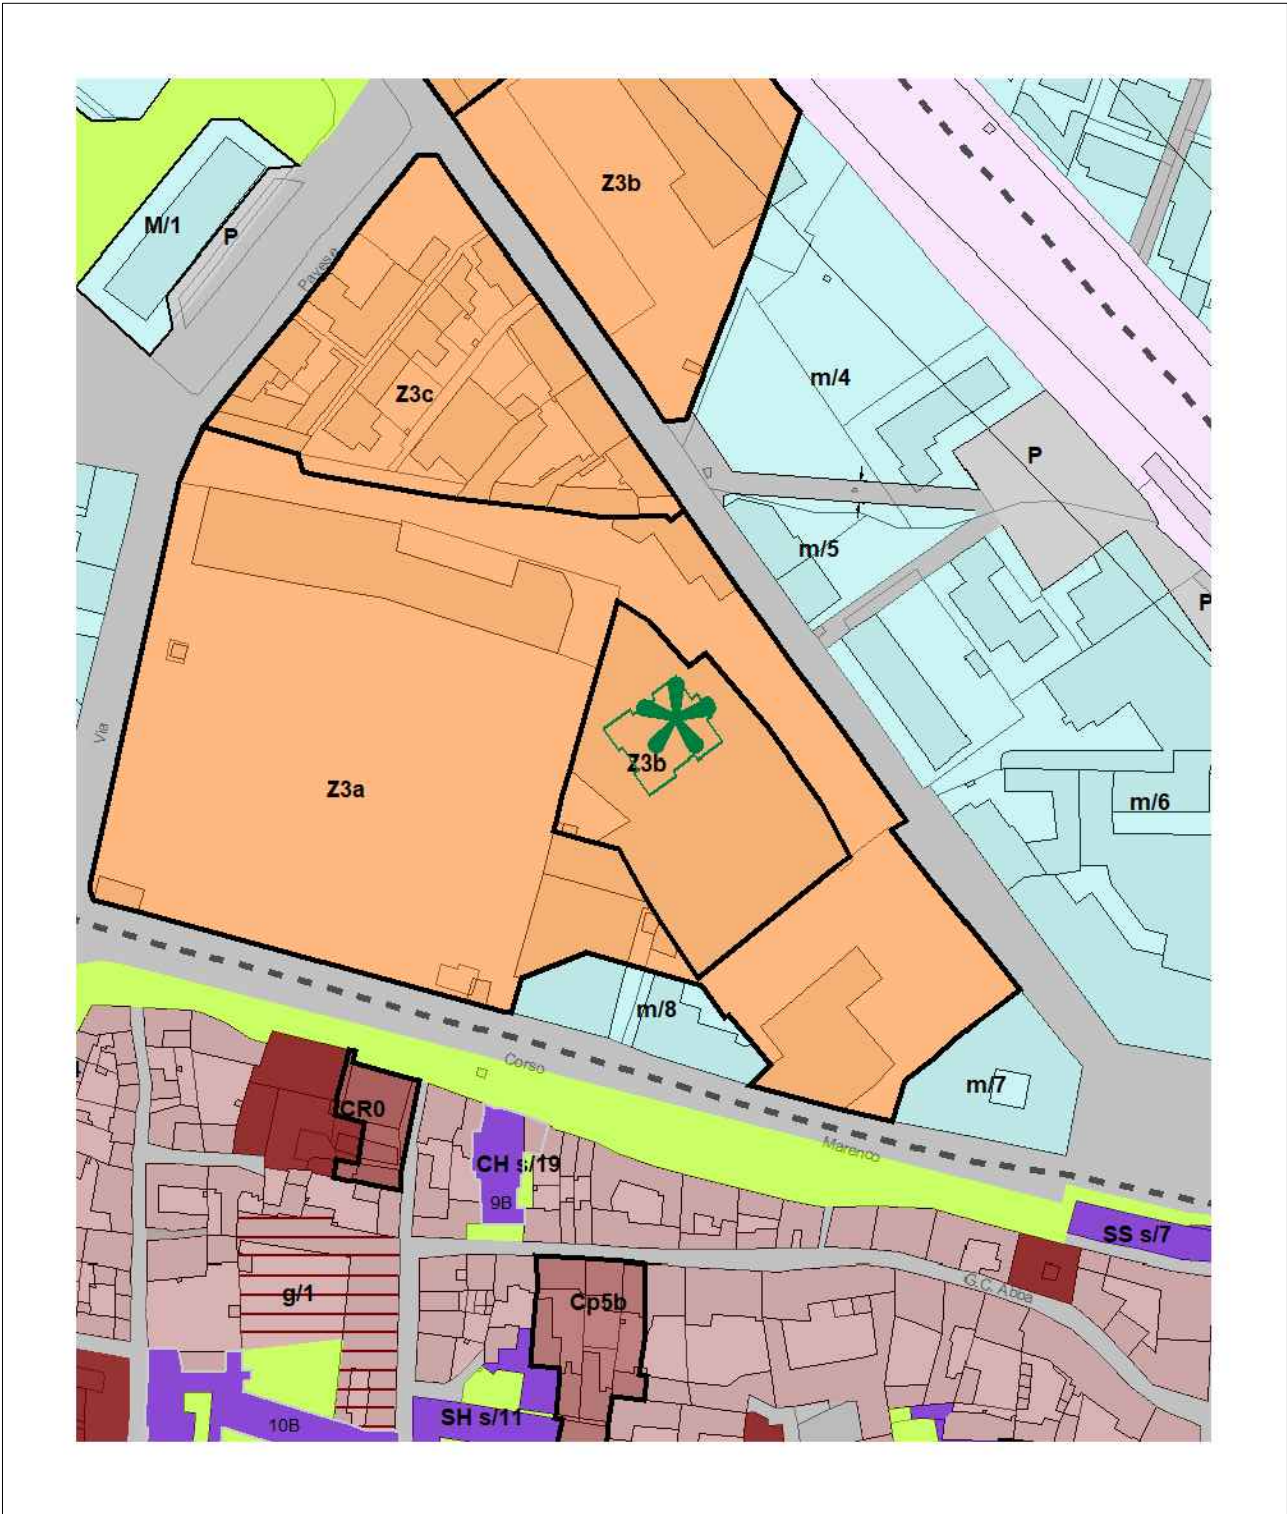 Z3b
M/1
P
Pavese
Z3c
m/4
P
m/5
P
Via
Z3b
Z3a
m/6
m/8
Corso
m/7
CR0
Marenco
CH s/19
9B
SS s/7
G.C. Abba
g/1
Cp5b
SH s/11
10B